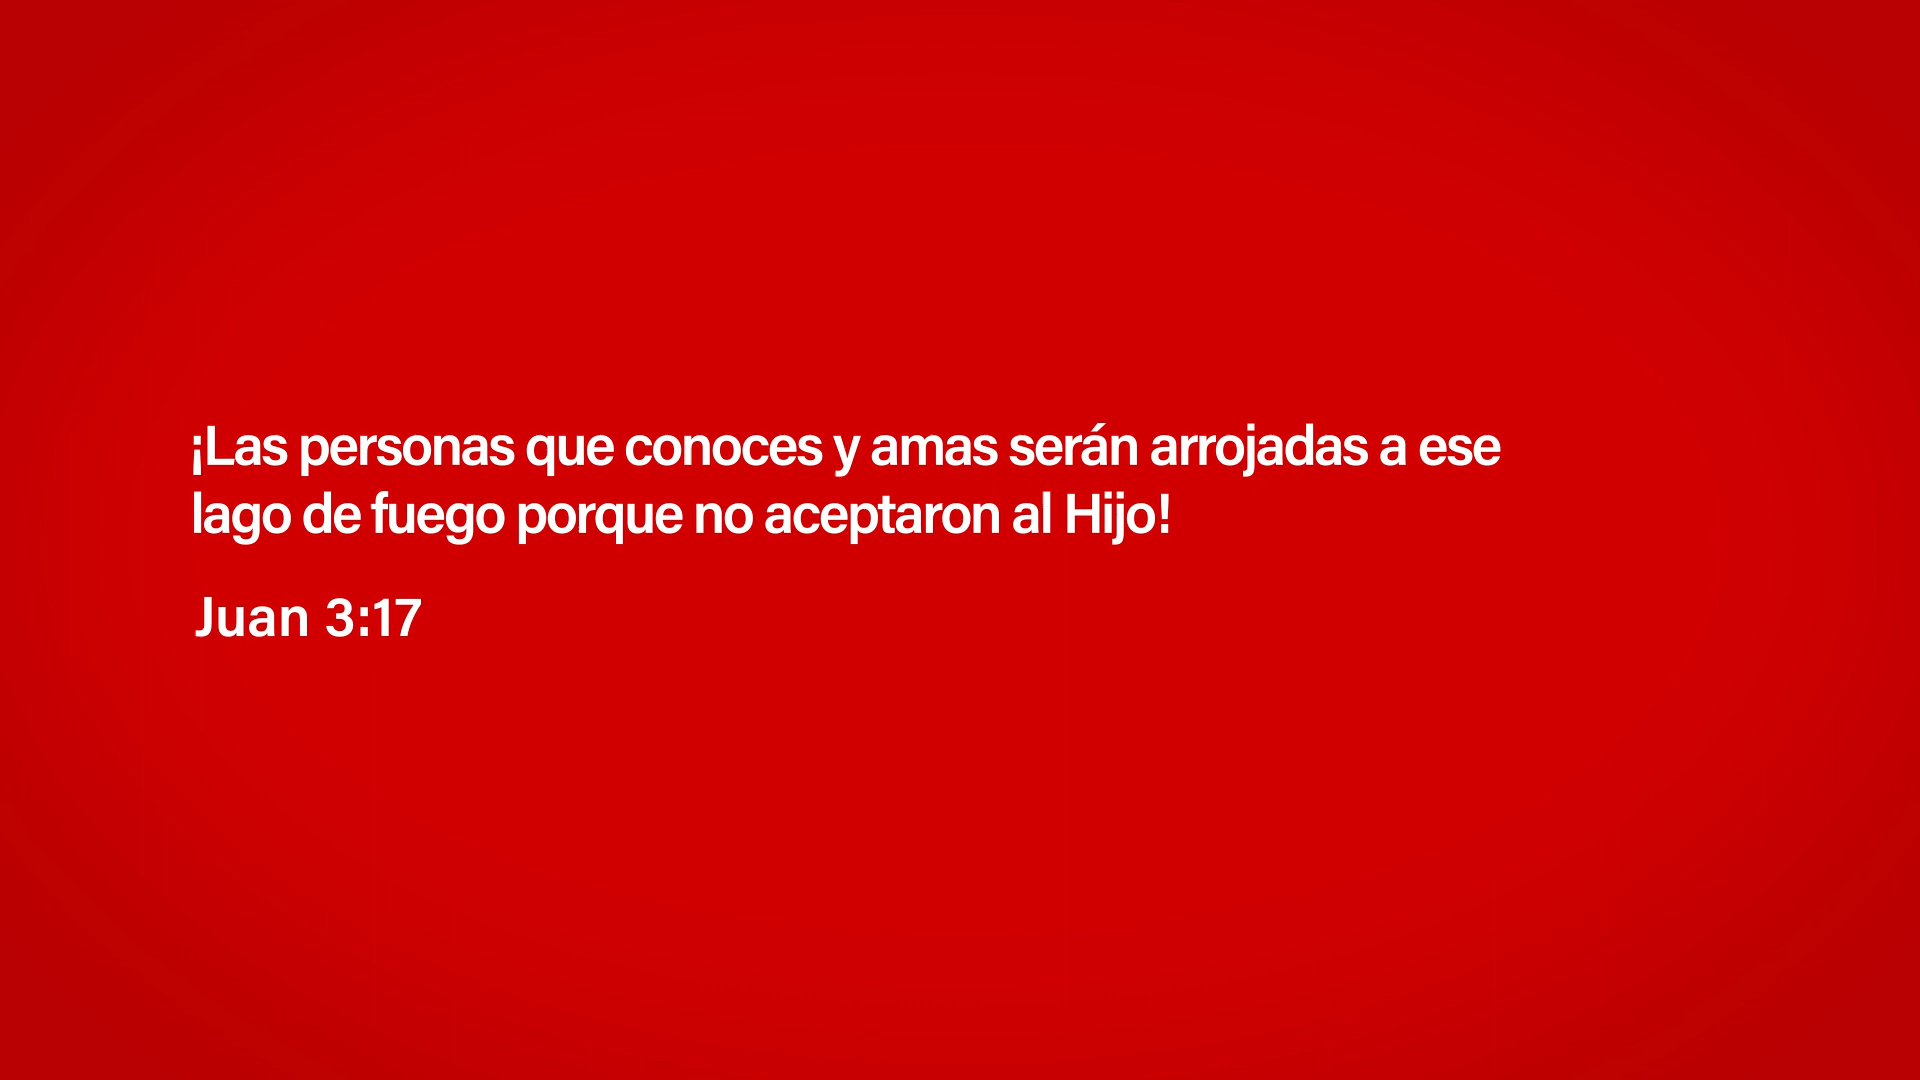 ¡Las personas que conoces y amas serán arrojadas a ese
lago de fuego porque no aceptaron al Hijo!
Juan 3:17